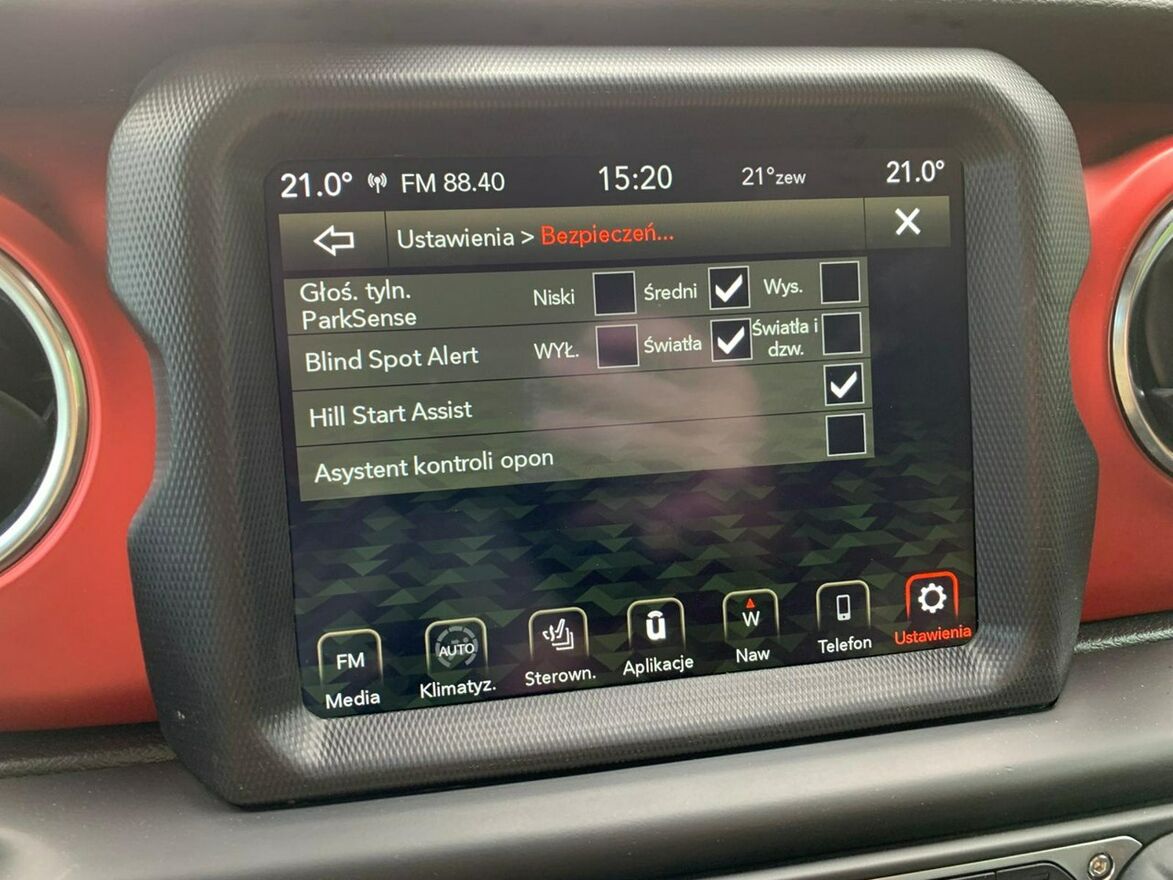 21.0° FM 88.40 15:20 21°zew 21.0°
Ustawienia > Bezpieczeń...
Głoś. tyln.
ParkSense
Niski Średni Wys.
Blind Spot Alert WYŁ. Światła Światła i
dzw.
Hill Start Assist
Asystent kontroli opon
FM
Media
AUTO
Klimatyz.
Sterown.
Aplikacje
W
Naw
Telefon
Ustawienia